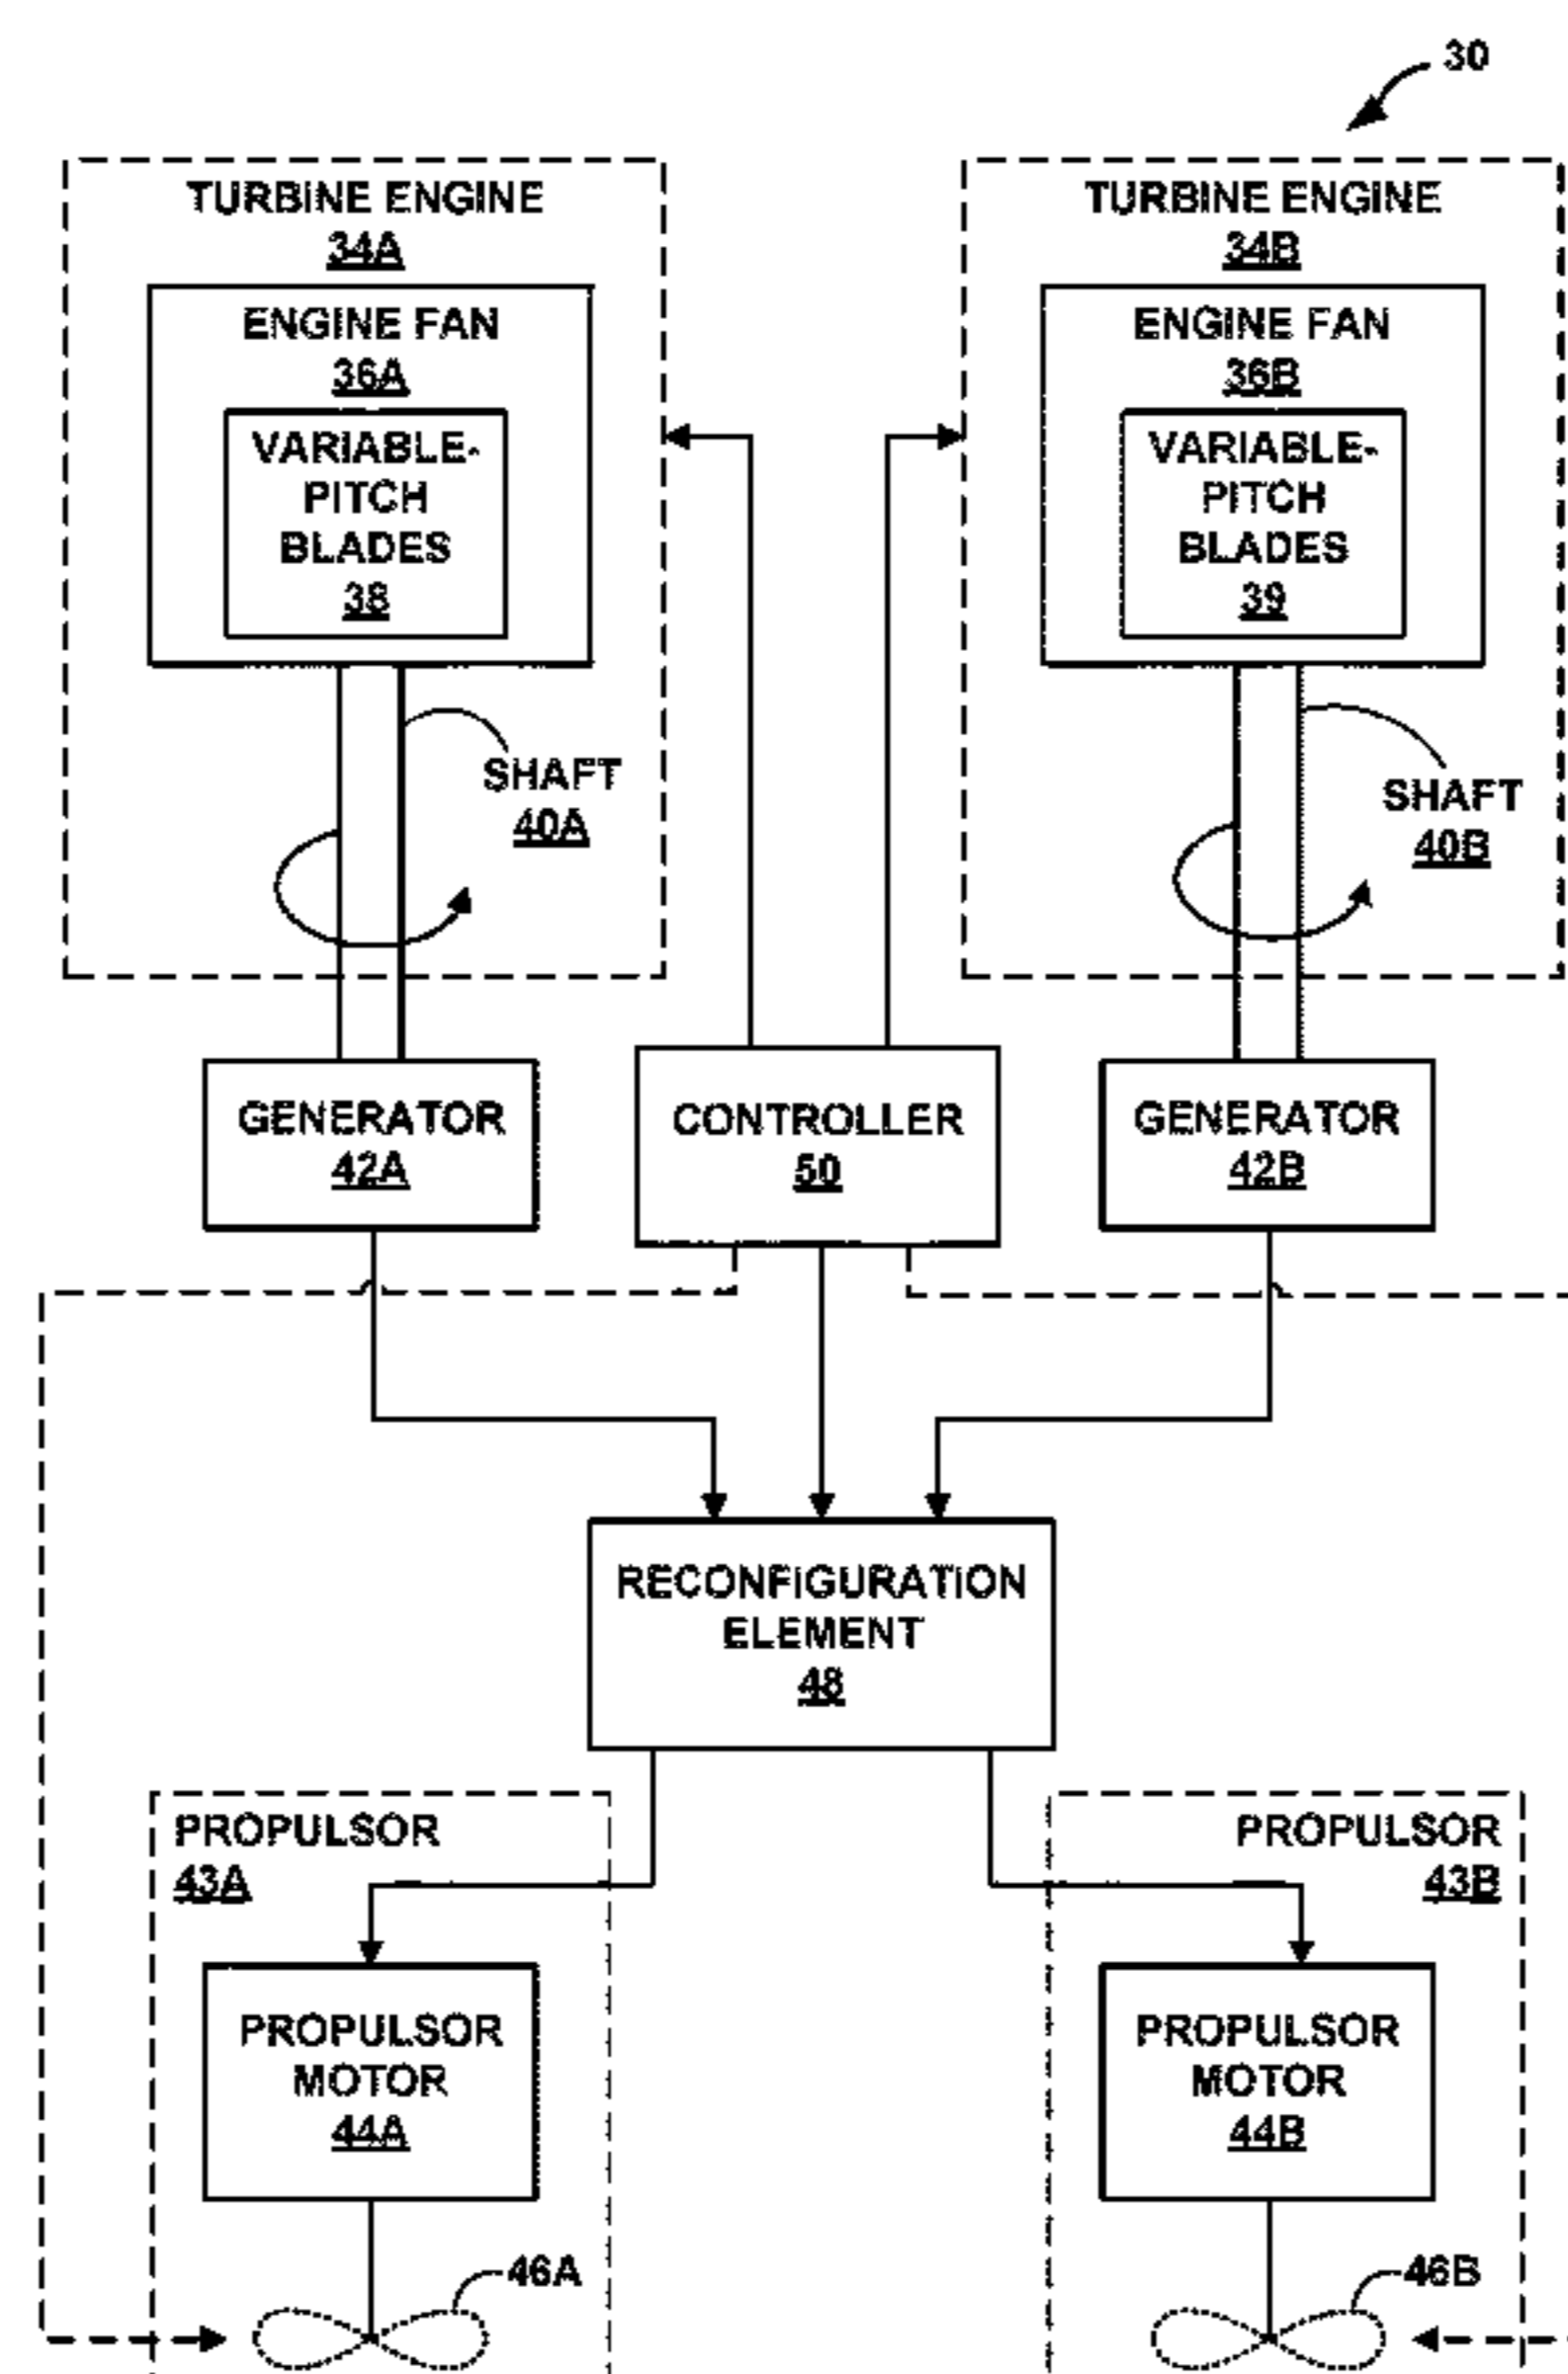 30
TURBINE ENGINE
34A
ENGINE FAN
36A
VARIABLE-
PITCH
BLADES
38
SHAFT
40A
TURBINE ENGINE
34B
ENGINE FAN
36B
VARIABLE-
PITCH
BLADES
39
SHAFT
40B
GENERATOR
42A
CONTROLLER
50
GENERATOR
42B
RECONFIGURATION
ELEMENT
48
PROPULSOR
43A
PROPULSOR
MOTOR
44A
46A
PROPULSOR
43B
PROPULSOR
MOTOR
44B
46B